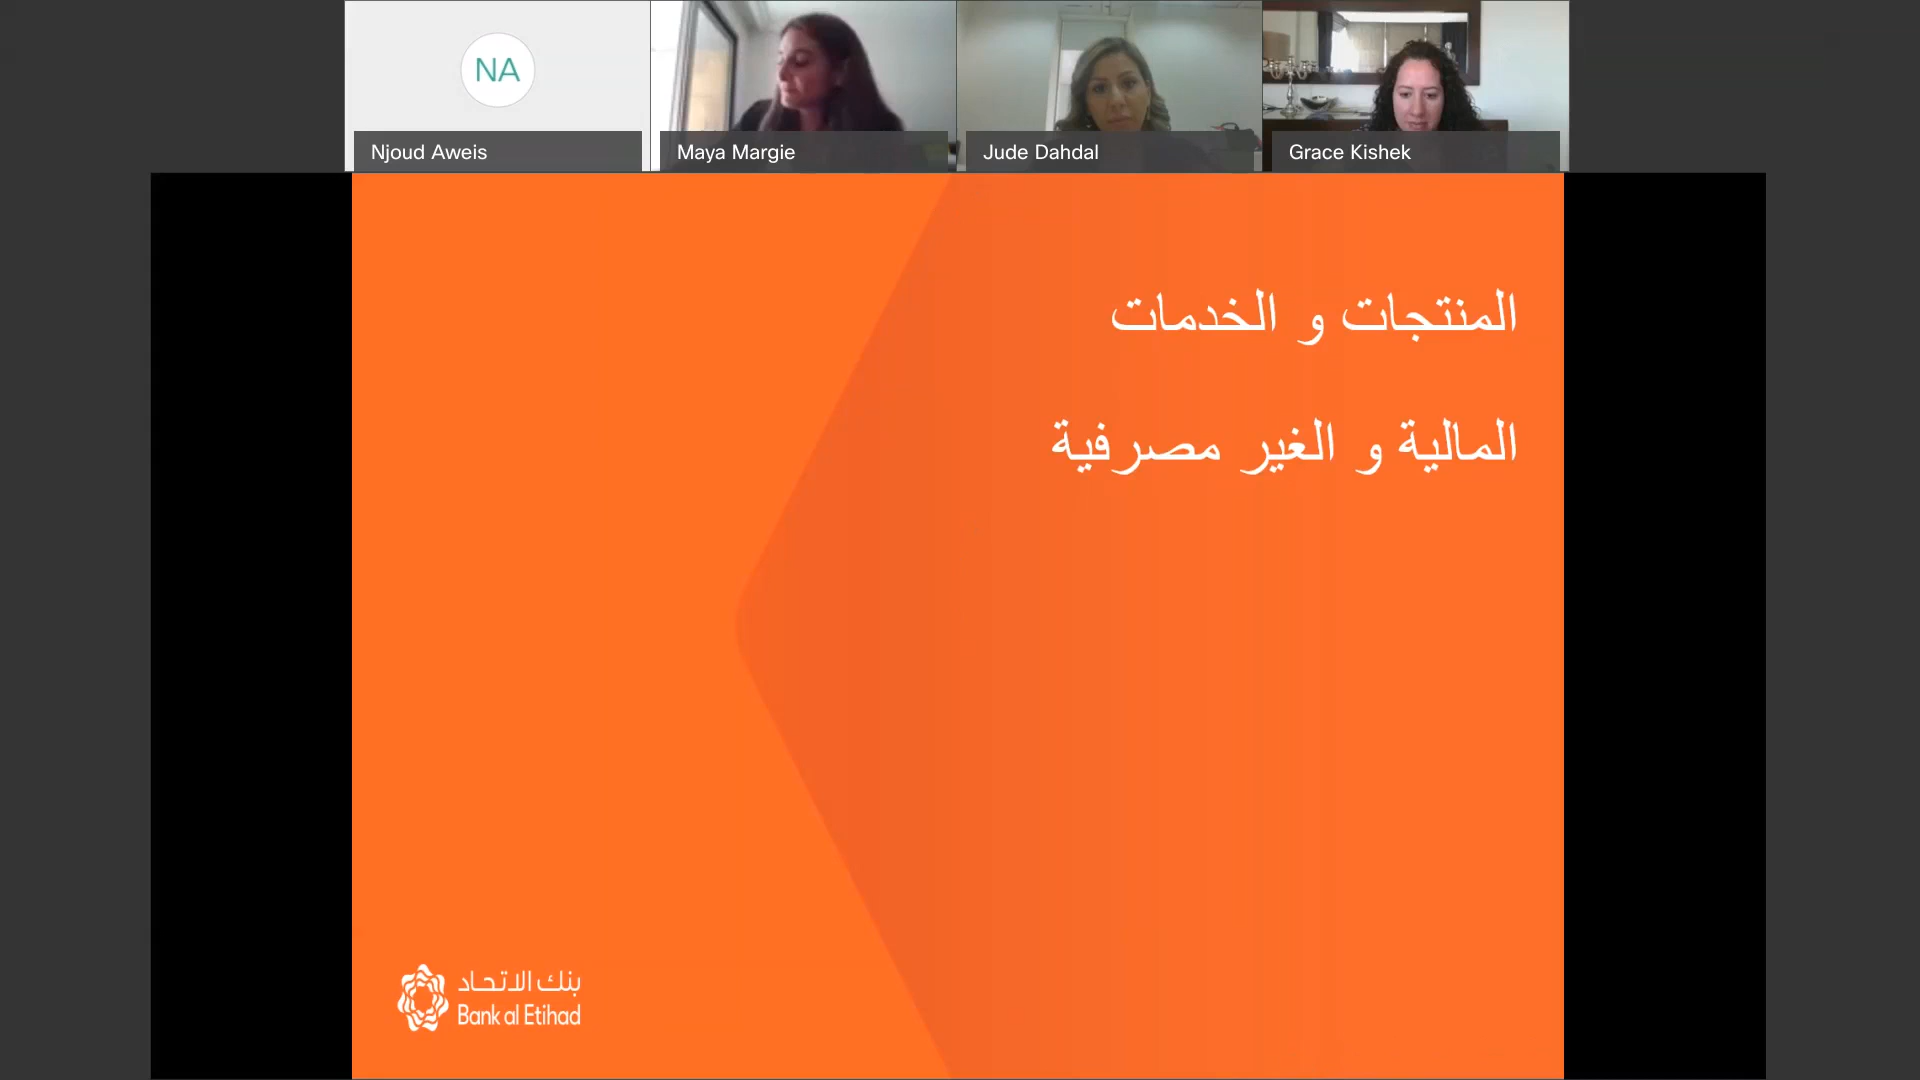 NA
Njoud Aweis
Maya Margie
Jude Dahdal
Grace Kishek
المنتجات و الخدمات
المالية و الغير مصرفية
بنك الاتحاد
Bank al Etihad